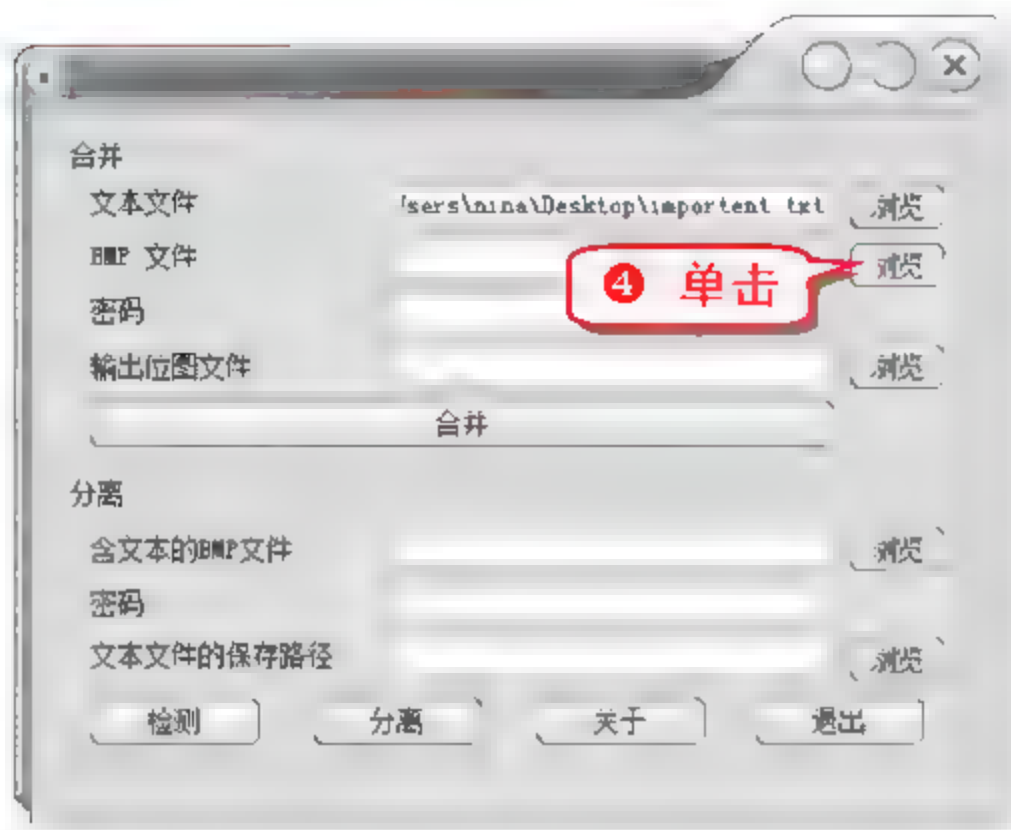 合并
文本文件 'sers\nina\Desktop\importent txt 浏览
BMP 文件 浏览
❹ 单击
密码
输出位图文件 浏览
合并
分离
含文本的BMP文件 浏览
密码
文本文件的保存路径 浏览
检测 分离 关于 退出